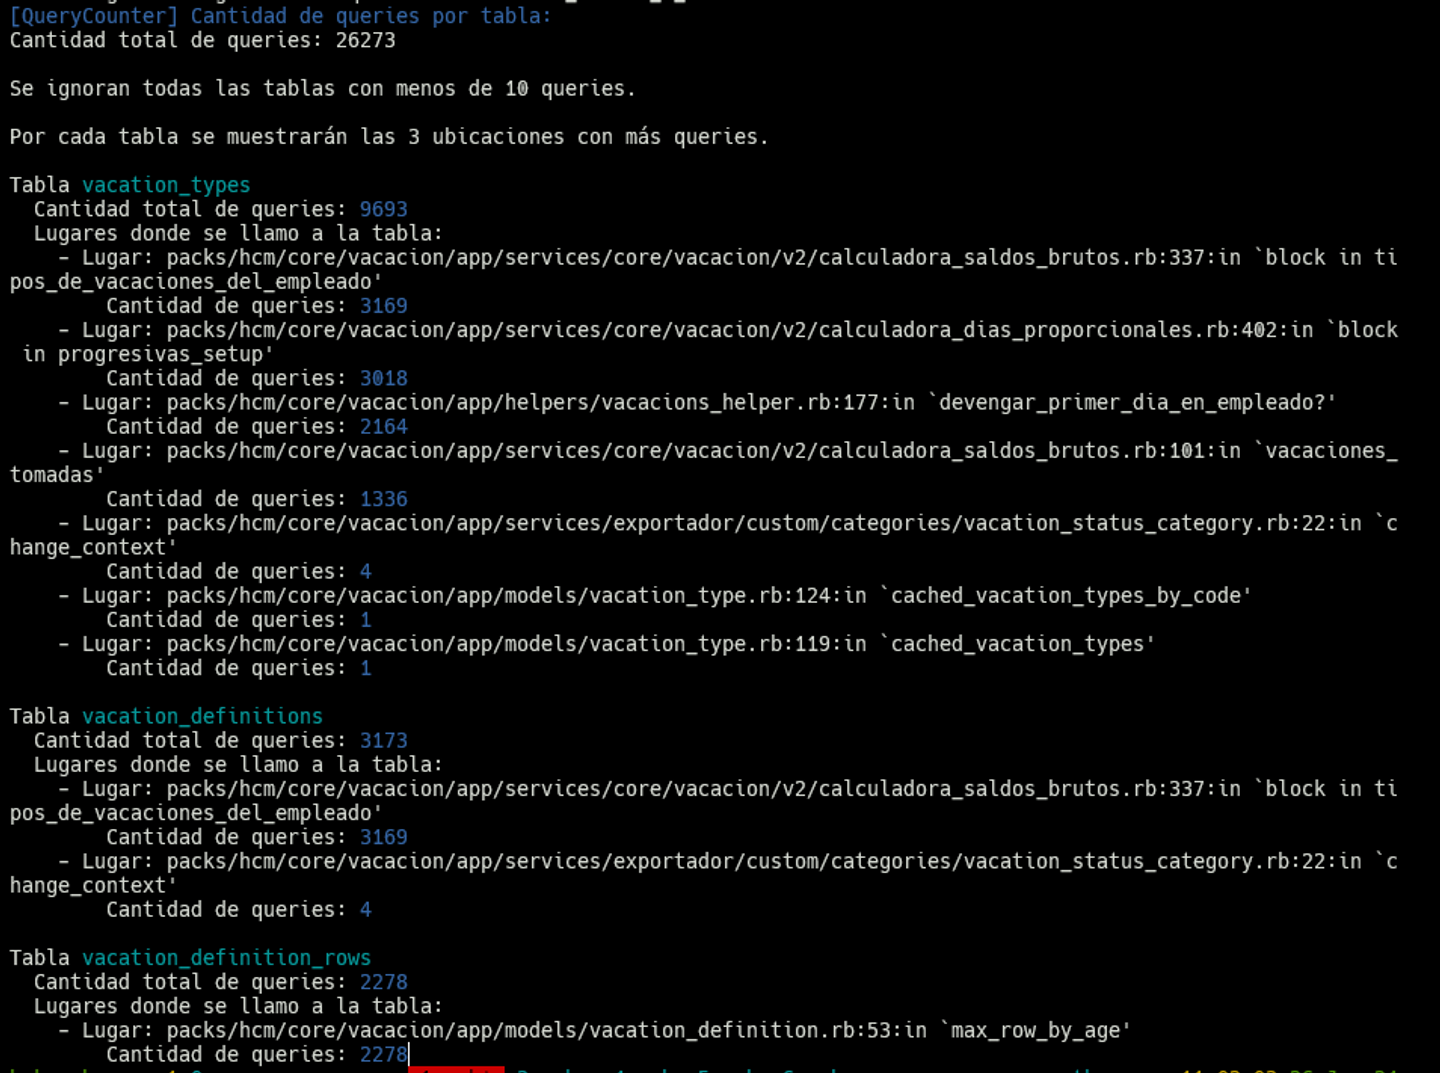 [QueryCounter] Cantidad de queries por tabla:
Cantidad total de queries: 26273
Se ignoran todas las tablas con menos de 10 queries.
Por cada tabla se muestrarán las 3 ubicaciones con más queries.
Tabla vacation_types
Cantidad total de queries: 9693
Lugares donde se llamo a la tabla:
- Lugar: packs/hcm/core/vacacion/app/services/core/vacacion/v2/calculadora_saldos_brutos.rb:337:in `block in ti
pos_de_vacaciones_del_empleado'
Cantidad de queries: 3169
- Lugar: packs/hcm/core/vacacion/app/services/core/vacacion/v2/calculadora_dias_proporcionales.rb:402:in `block
in progresivas_setup'
Cantidad de queries: 3018
- Lugar: packs/hcm/core/vacacion/app/helpers/vacacions_helper.rb:177:in `devengar_primer_dia_en_empleado?'
Cantidad de queries: 2164
- Lugar: packs/hcm/core/vacacion/app/services/core/vacacion/v2/calculadora_saldos_brutos.rb:101:in `vacaciones_
tomadas'
Cantidad de queries: 1336
- Lugar: packs/hcm/core/vacacion/app/services/exportador/custom/categories/vacation_status_category.rb:22:in `c
hange_context'
Cantidad de queries: 4
- Lugar: packs/hcm/core/vacacion/app/models/vacation_type.rb:124:in `cached_vacation_types_by_code'
Cantidad de queries: 1
- Lugar: packs/hcm/core/vacacion/app/models/vacation_type.rb:119:in `cached_vacation_types'
Cantidad de queries: 1
Tabla vacation_definitions
Cantidad total de queries: 3173
Lugares donde se llamo a la tabla:
- Lugar: packs/hcm/core/vacacion/app/services/core/vacacion/v2/calculadora_saldos_brutos.rb:337:in `block in ti
pos_de_vacaciones_del_empleado'
Cantidad de queries: 3169
- Lugar: packs/hcm/core/vacacion/app/services/exportador/custom/categories/vacation_status_category.rb:22:in `c
hange_context'
Cantidad de queries: 4
Tabla vacation_definition_rows
Cantidad total de queries: 2278
Lugares donde se llamo a la tabla:
- Lugar: packs/hcm/core/vacacion/app/models/vacation_definition.rb:53:in `max_row_by_age'
Cantidad de queries: 2278